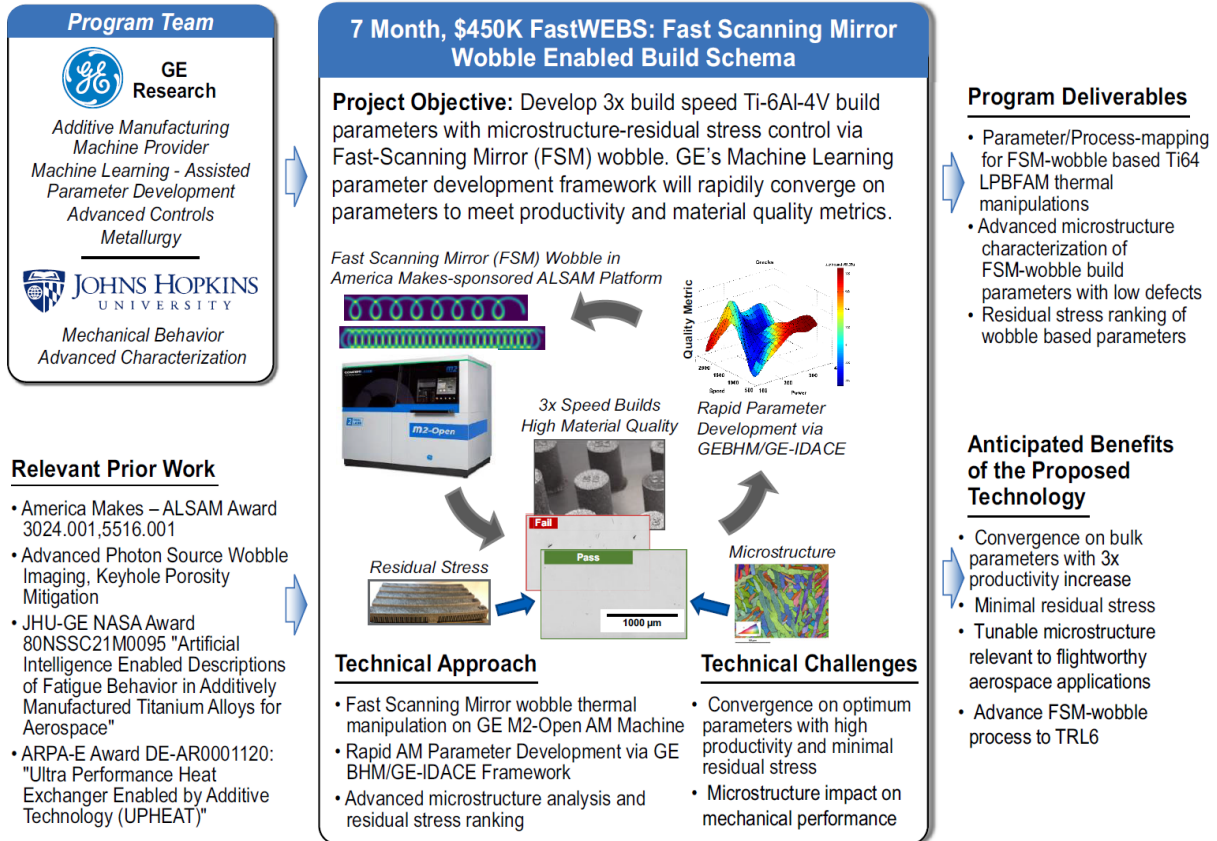 Program Team
GE
Research
Additive Manufacturing
Machine Provider
Machine Learning - Assisted
Parameter Development
Advanced Controls
Metallurgy
JOHNS HOPKINS
UNIVERSITY
Mechanical Behavior
Advanced Characterization
Relevant Prior Work
• America Makes – ALSAM Award
3024.001,5516.001
• Advanced Photon Source Wobble
Imaging, Keyhole Porosity
Mitigation
• JHU-GE NASA Award
80NSSC21M0095 "Artificial
Intelligence Enabled Descriptions
of Fatigue Behavior in Additively
Manufactured Titanium Alloys for
Aerospace"
• ARPA-E Award DE-AR0001120:
"Ultra Performance Heat
Exchanger Enabled by Additive
Technology (UPHEAT)"
7 Month, $450K FastWEBS: Fast Scanning Mirror
Wobble Enabled Build Schema
Project Objective: Develop 3x build speed Ti-6Al-4V build
parameters with microstructure-residual stress control via
Fast-Scanning Mirror (FSM) wobble. GE's Machine Learning
parameter development framework will rapidily converge on
parameters to meet productivity and material quality metrics.
Fast Scanning Mirror (FSM) Wobble in
America Makes-sponsored ALSAM Platform
M2
M2-Open
Quality Metric
Speed
Power
3x Speed Builds
High Material Quality
Rapid Parameter
Development via
GEBHM/GE-IDACE
Fail
Pass
1000 µm
Residual Stress
Microstructure
Technical Approach
• Fast Scanning Mirror wobble thermal
manipulation on GE M2-Open AM Machine
• Rapid AM Parameter Development via GE
BHM/GE-IDACE Framework
• Advanced microstructure analysis and
residual stress ranking
Technical Challenges
• Convergence on optimum
parameters with high
productivity and minimal
residual stress
• Microstructure impact on
mechanical performance
Program Deliverables
• Parameter/Process-mapping
for FSM-wobble based Ti64
LPBFAM thermal
manipulations
• Advanced microstructure
characterization of
FSM-wobble build
parameters with low defects
• Residual stress ranking of
wobble based parameters
Anticipated Benefits
of the Proposed
Technology
• Convergence on bulk
parameters with 3x
productivity increase
• Minimal residual stress
• Tunable microstructure
relevant to flightworthy
aerospace applications
• Advance FSM-wobble
process to TRL6